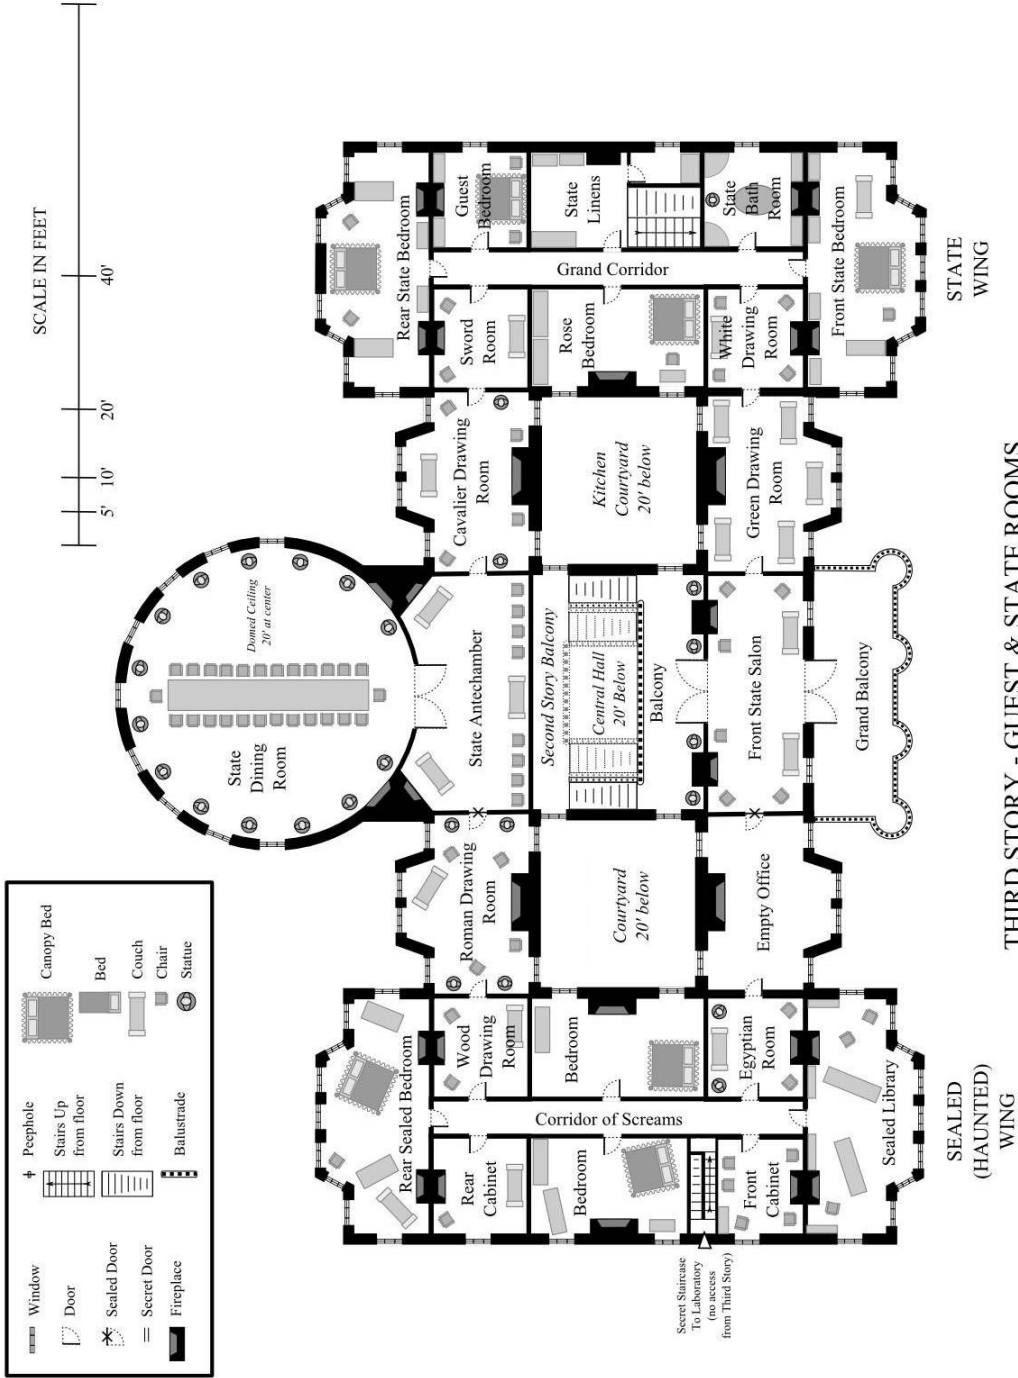 SCALE IN FEET
5'
10'
20'
40'
Window
Door
Sealed Door
Secret Door
Fireplace
Peephole
Stairs Up
from floor
Stairs Down
from floor
Balustrade
Canopy Bed
Bed
Couch
Chair
Statue
Domed Ceiling
20' at center
State
Dining
Room
Rear Sealed Bedroom
Roman Drawing
Room
State Antechamber
Cavalier Drawing
Room
Rear State Bedroom
Rear
Cabinet
Wood
Drawing
Room
Sword
Room
Guest
Bedroom
Bedroom
Corridor of Screams
Bedroom
Courtyard
20' below
Second Story Balcony
Central Hall
20' Below
Balcony
Kitchen
Courtyard
20' below
Rose
Bedroom
Grand Corridor
State
Linens
Secret Staircase
To Laboratory
(no access
from Third Story)
Front
Cabinet
Egyptian
Room
Empty Office
Front State Salon
Green Drawing
Room
White
Drawing
Room
State
Bath
Room
Sealed Library
Grand Balcony
Front State Bedroom
SEALED
(HAUNTED)
WING
STATE
WING
THIRD STORY - GUEST & STATE ROOMS